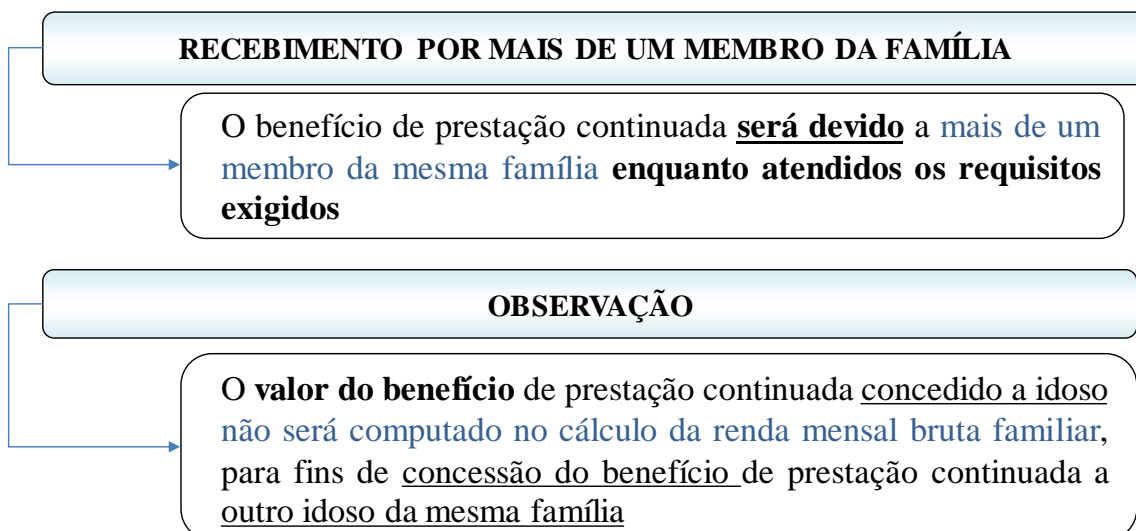 RECEBIMENTO POR MAIS DE UM MEMBRO DA FAMÍLIA
O benefício de prestação continuada será devido a mais de um
membro da mesma família enquanto atendidos os requisitos
exigidos
OBSERVAÇÃO
O valor do benefício de prestação continuada concedido a idoso
não será computado no cálculo da renda mensal bruta familiar,
para fins de concessão do benefício de prestação continuada a
outro idoso da mesma família